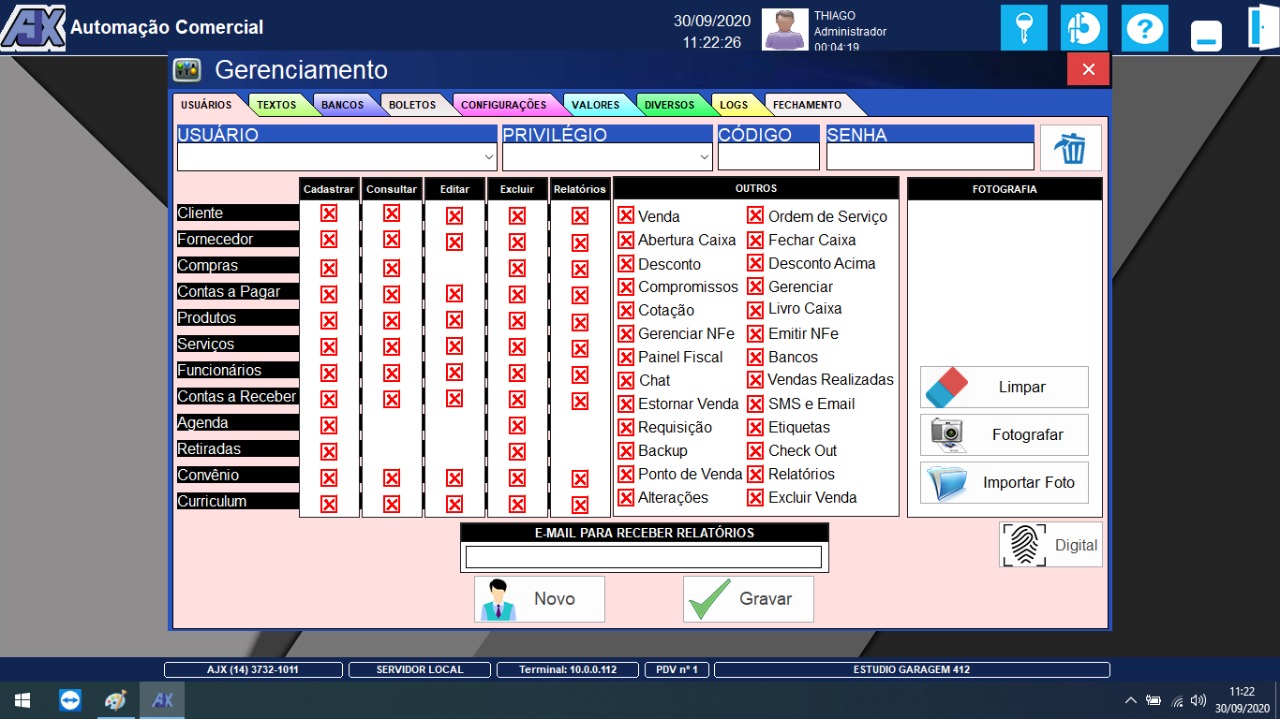 AX Automação Comercial
30/09/2020
11:22:26
THIAGO
Administrador
00:04:19
Gerenciamento
USUÁRIOS TEXTOS BANCOS BOLETOS CONFIGURAÇÕES VALORES DIVERSOS LOGS FECHAMENTO
USUÁRIO PRIVILÉGIO CÓDIGO SENHA
Cadastrar Consultar Editar Excluir Relatórios
Cliente
Fornecedor
Compras
Contas a Pagar
Produtos
Serviços
Funcionários
Contas a Receber
Agenda
Retiradas
Convênio
Curriculum
OUTROS
Venda Ordem de Serviço
Abertura Caixa Fechar Caixa
Desconto Desconto Acima
Compromissos Gerenciar
Cotação Livro Caixa
Gerenciar NFe Emitir NFe
Painel Fiscal Bancos
Chat Vendas Realizadas
Estornar Venda SMS e Email
Requisição Etiquetas
Backup Check Out
Ponto de Venda Relatórios
Alterações Excluir Venda
FOTOGRAFIA
Limpar
Fotografar
Importar Foto
Digital
E-MAIL PARA RECEBER RELATÓRIOS
Novo Gravar
AJX (14) 3732-1011 SERVIDOR LOCAL Terminal: 10.0.0.112 PDV nº 1 ESTUDIO GARAGEM 412
AX
11:22
30/09/2020